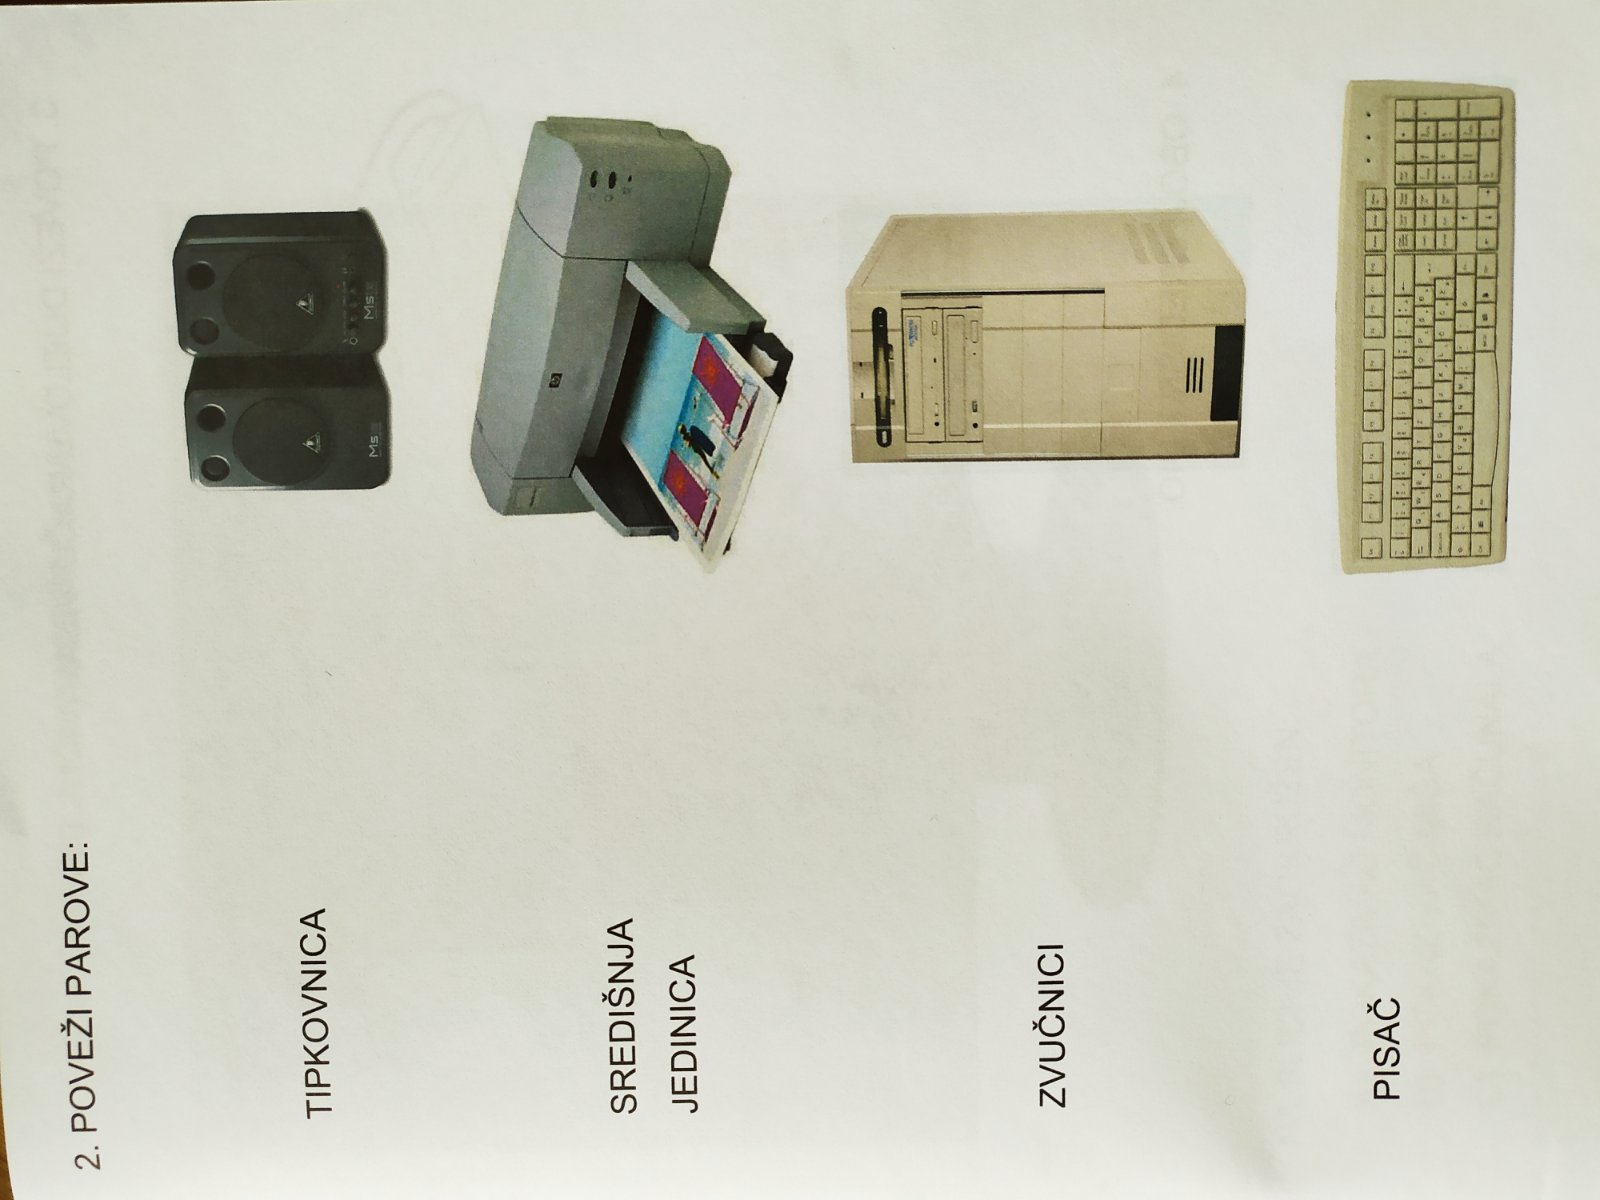 2. POVEŽI PAROVE:
TIPKOVNICA
SREDIŠNJA
JEDINICA
ZVUČNICI
PISAČ